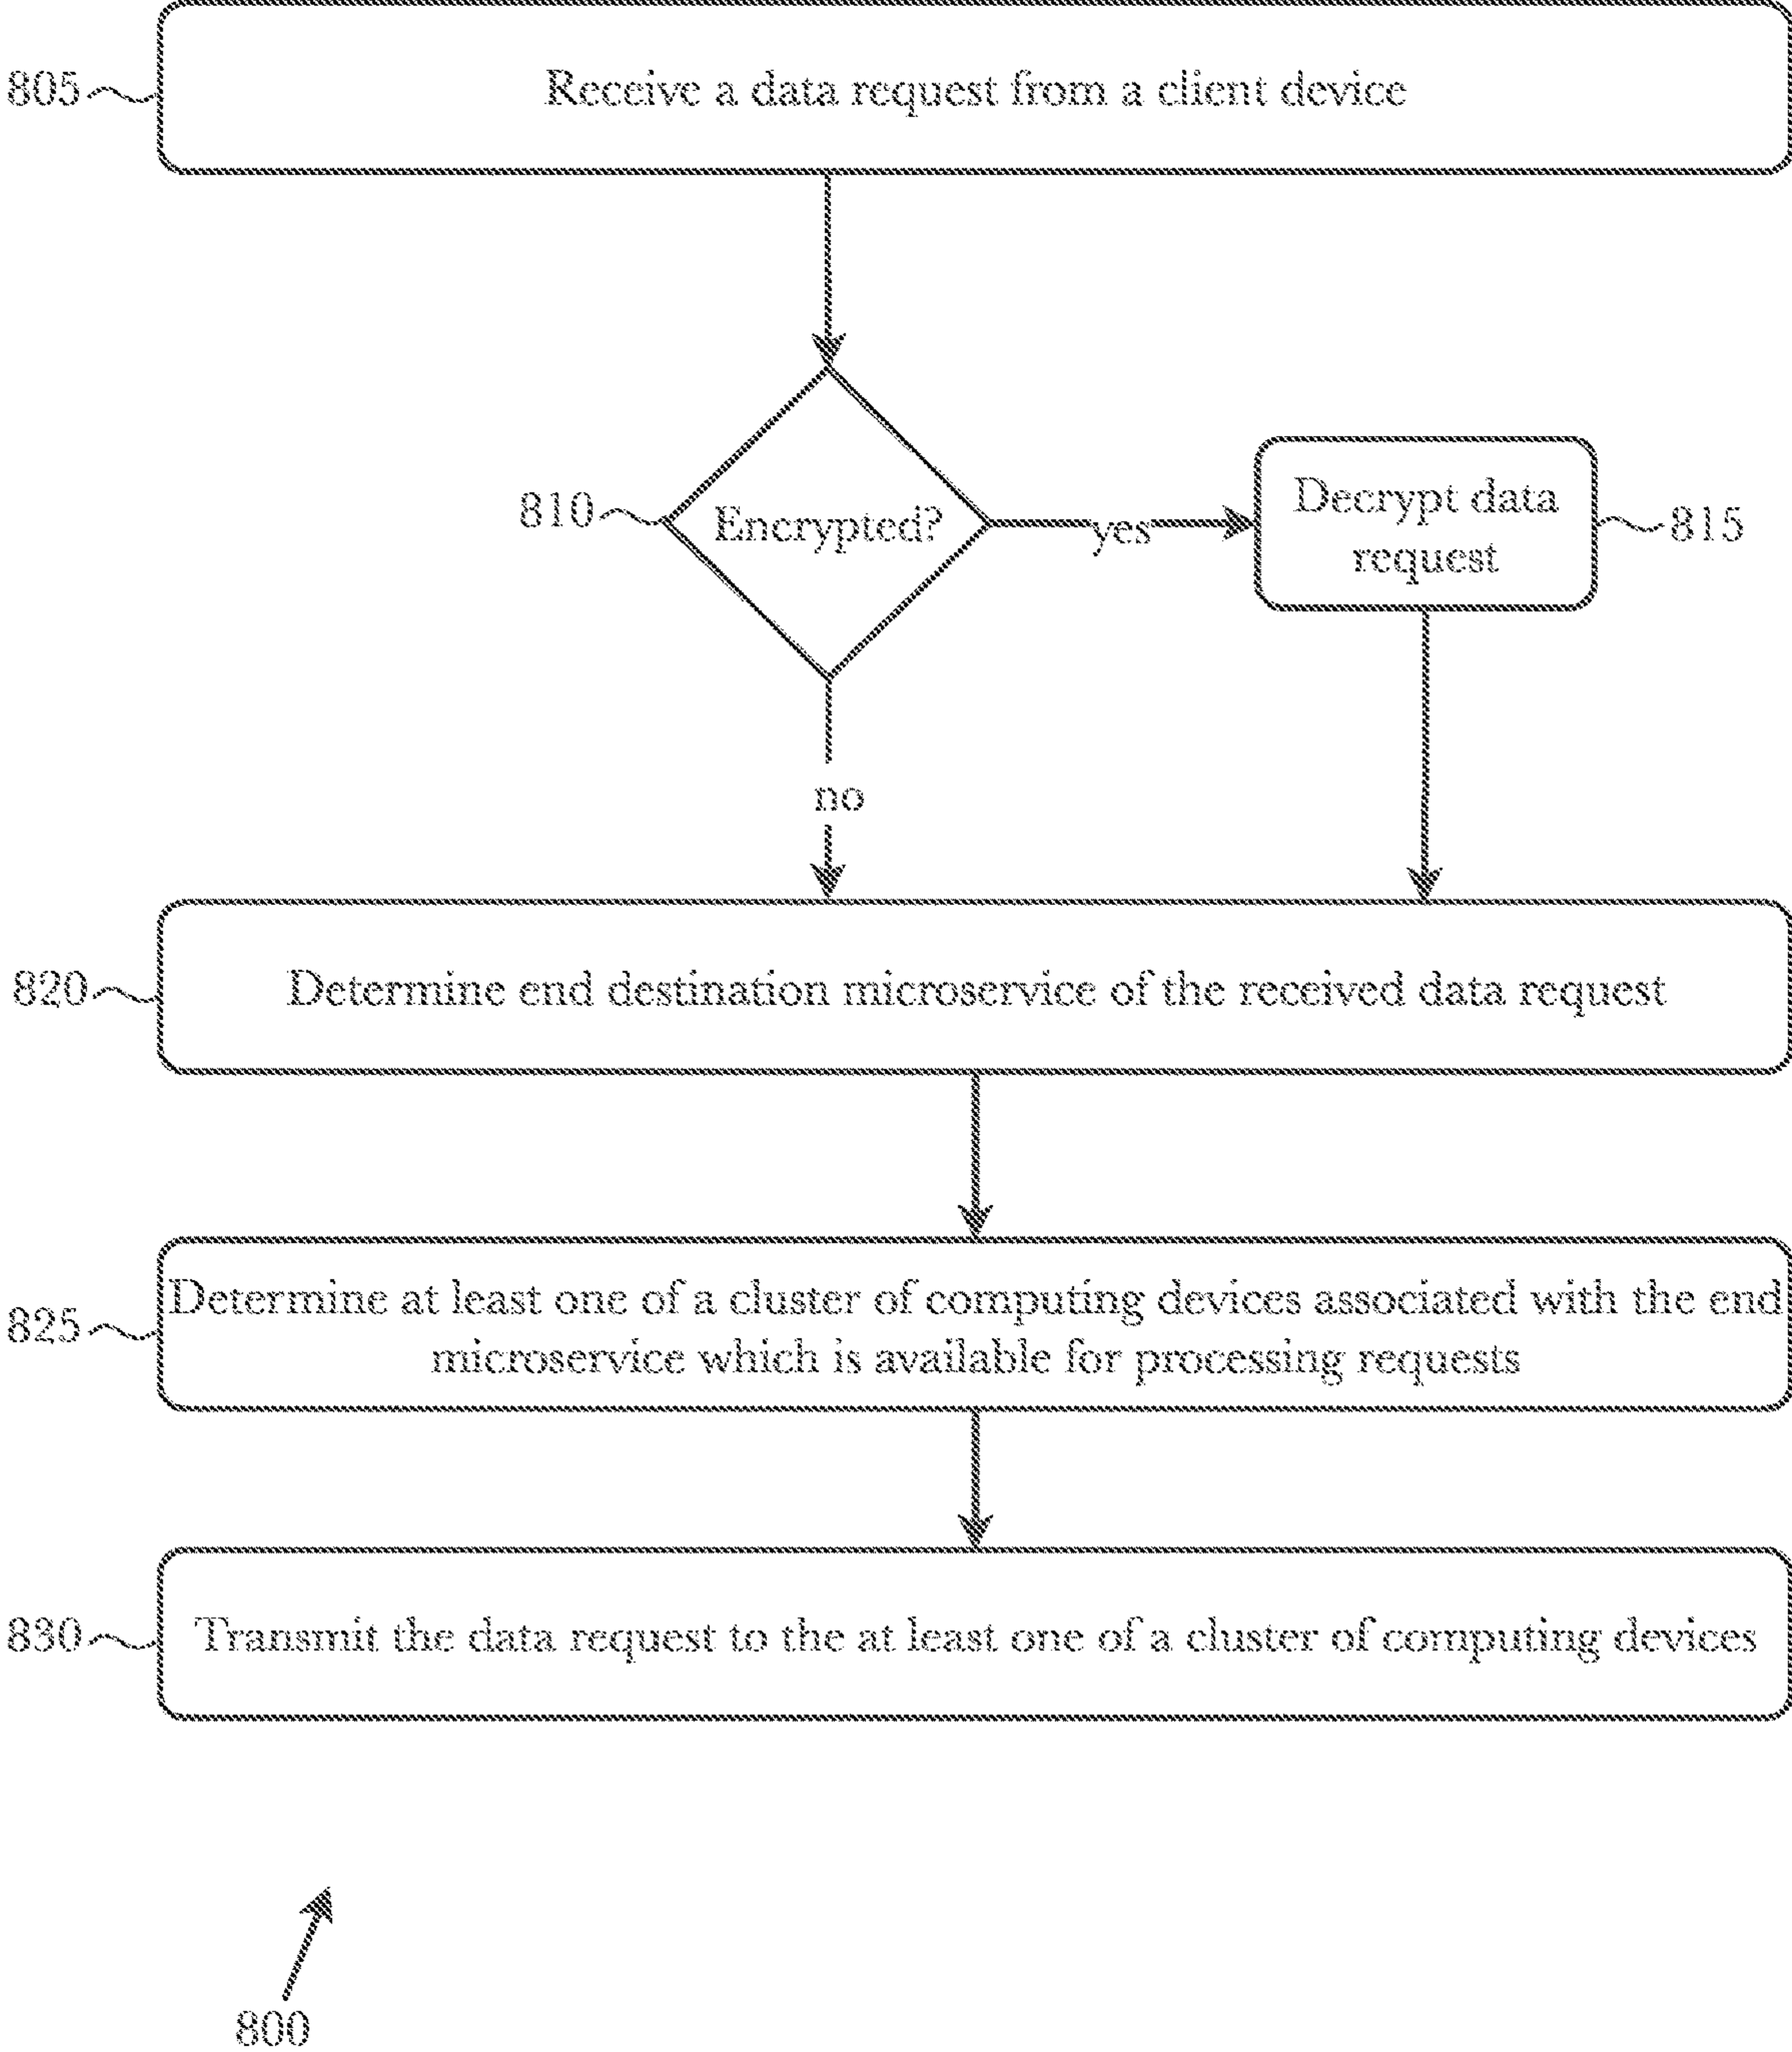 805
Receive a data request from a client device
810
Encrypted?
yes
Decrypt data
request
815
no
820
Determine end destination microservice of the received data request
825
Determine at least one of a cluster of computing devices associated with the end
microservice which is available for processing requests
830
Transmit the data request to the at least one of a cluster of computing devices
800